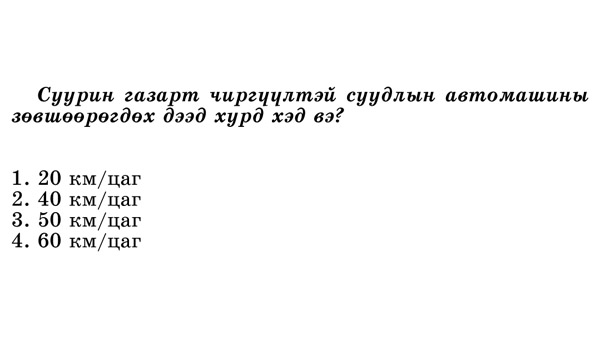 Суурин газарт чиргүүлтэй суудлын автомашины
зөвшөөрөгдөх дээд хурд хэд вэ?
1. 20 км/цаг
2. 40 км/цаг
3. 50 км/цаг
4. 60 км/цаг